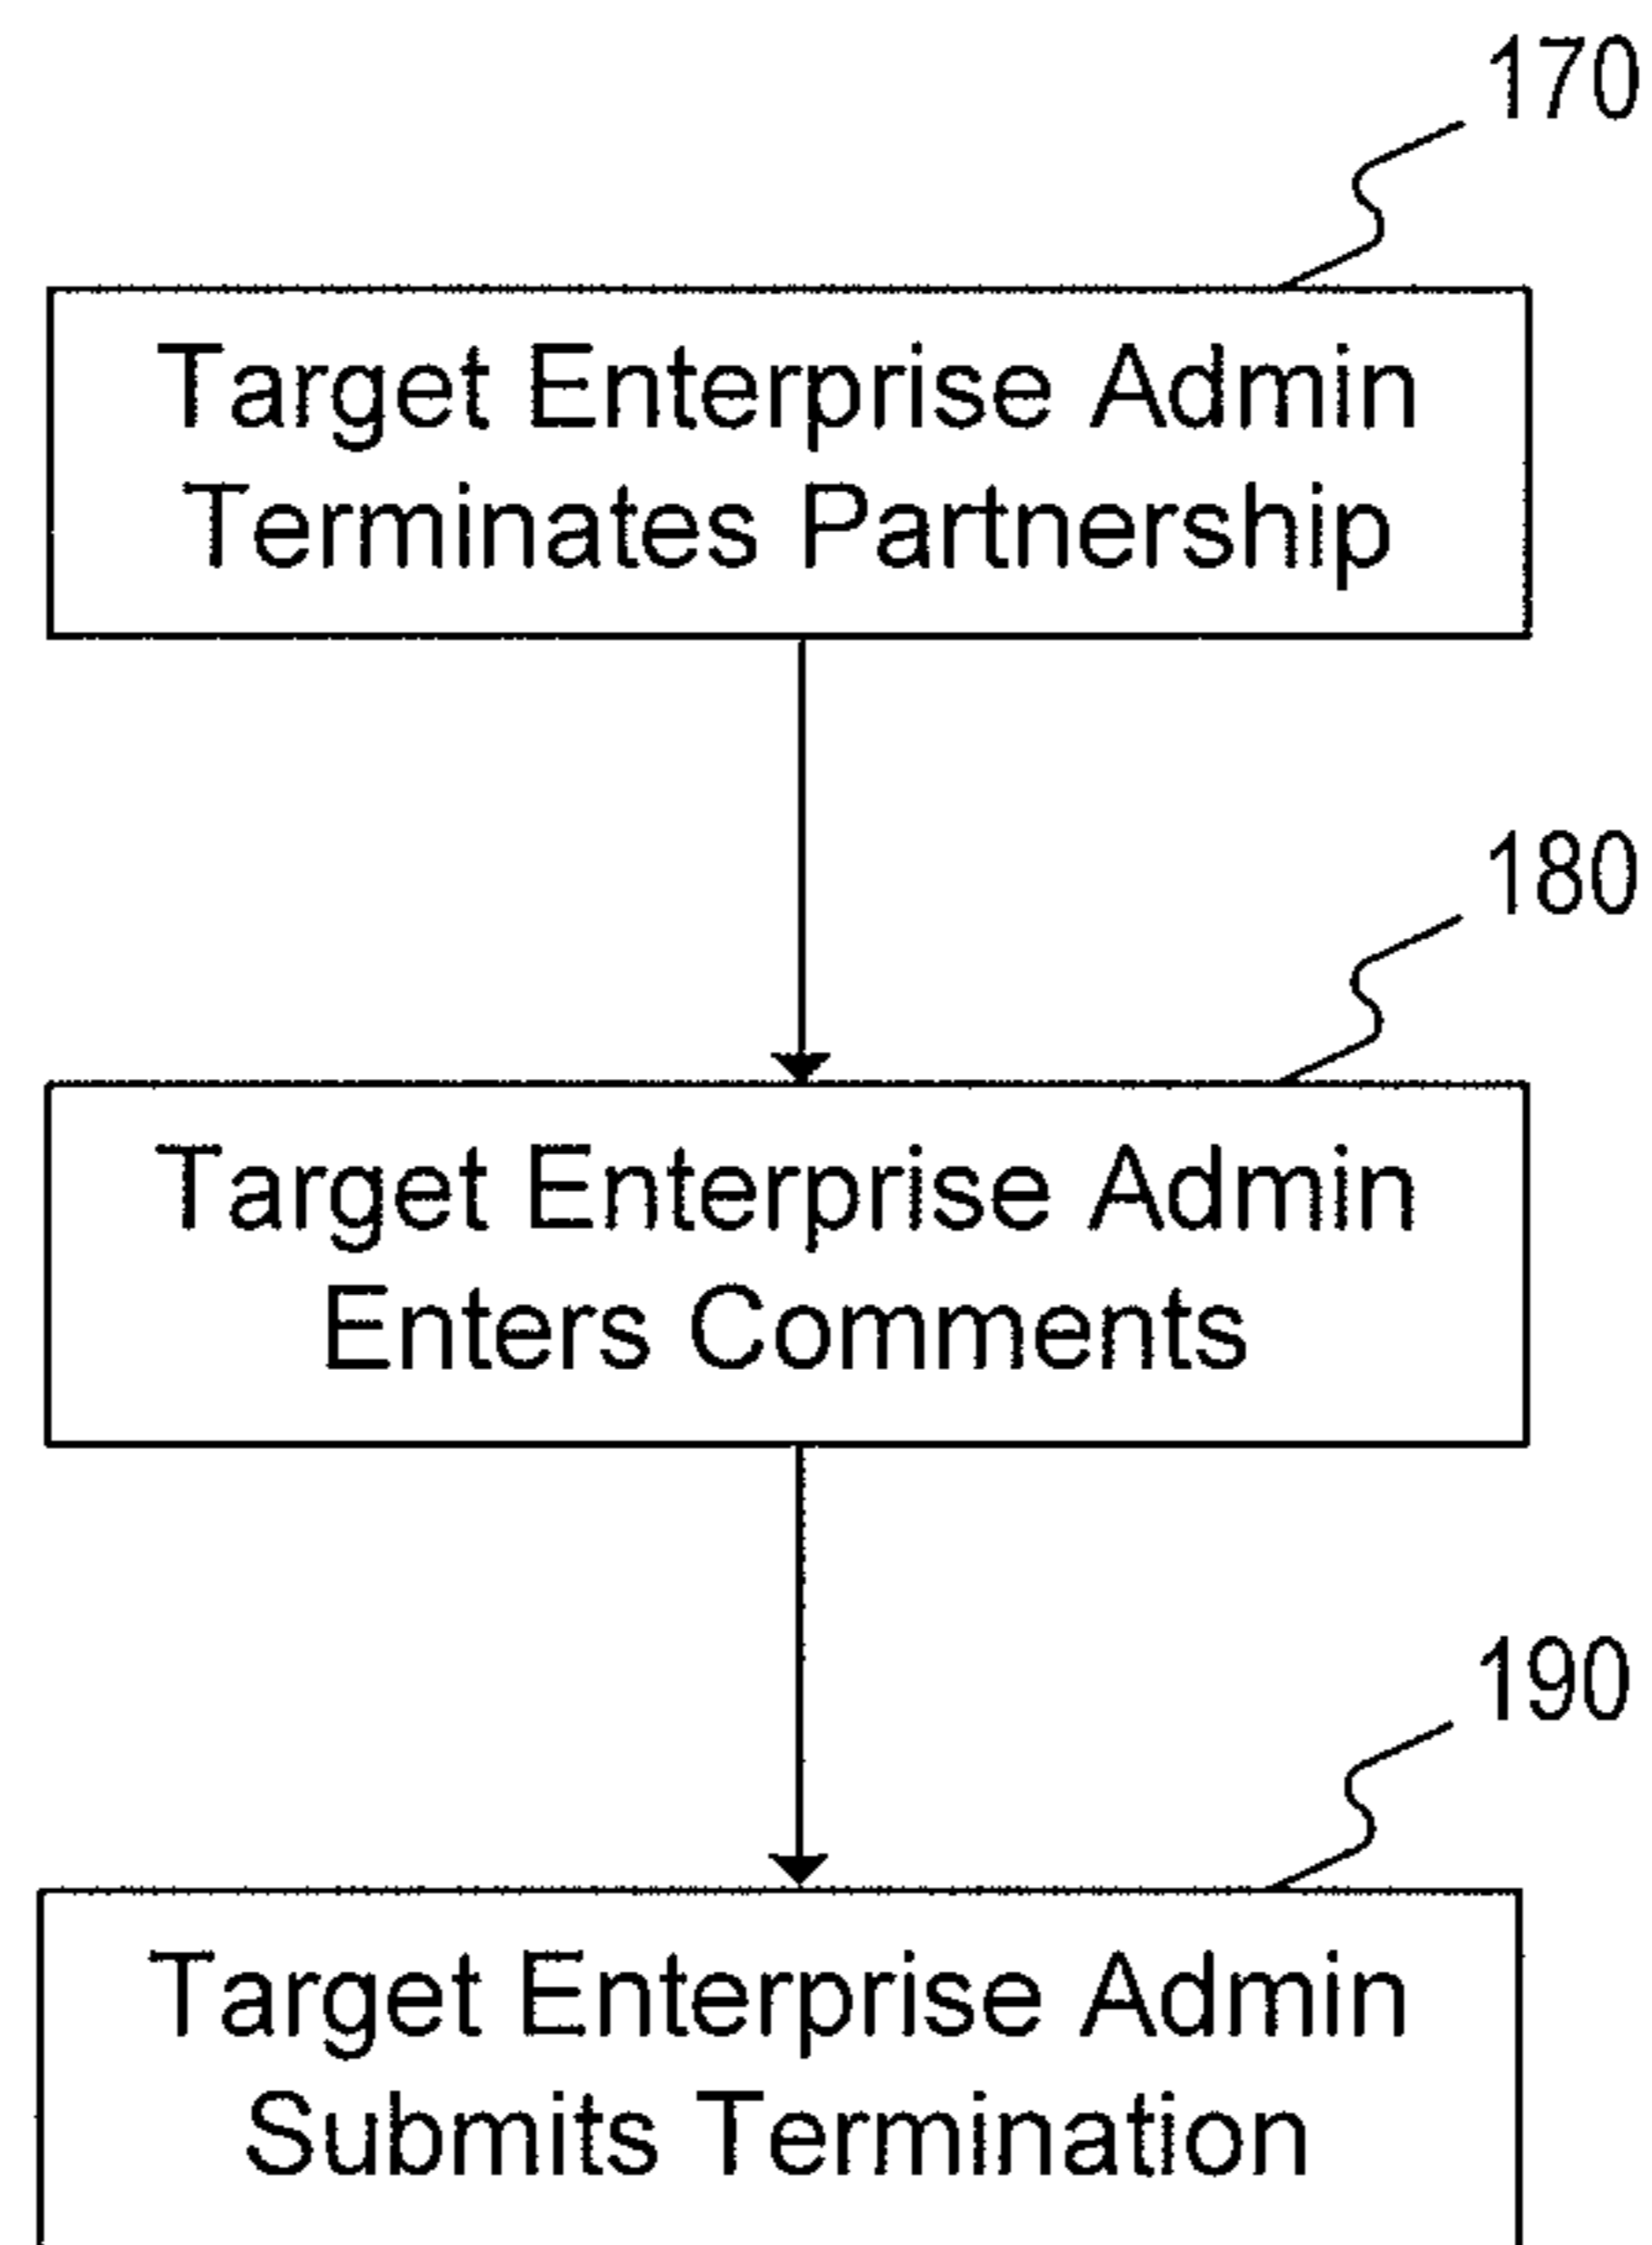 170
Target Enterprise Admin
Terminates Partnership
180
Target Enterprise Admin
Enters Comments
190
Target Enterprise Admin
Submits Termination